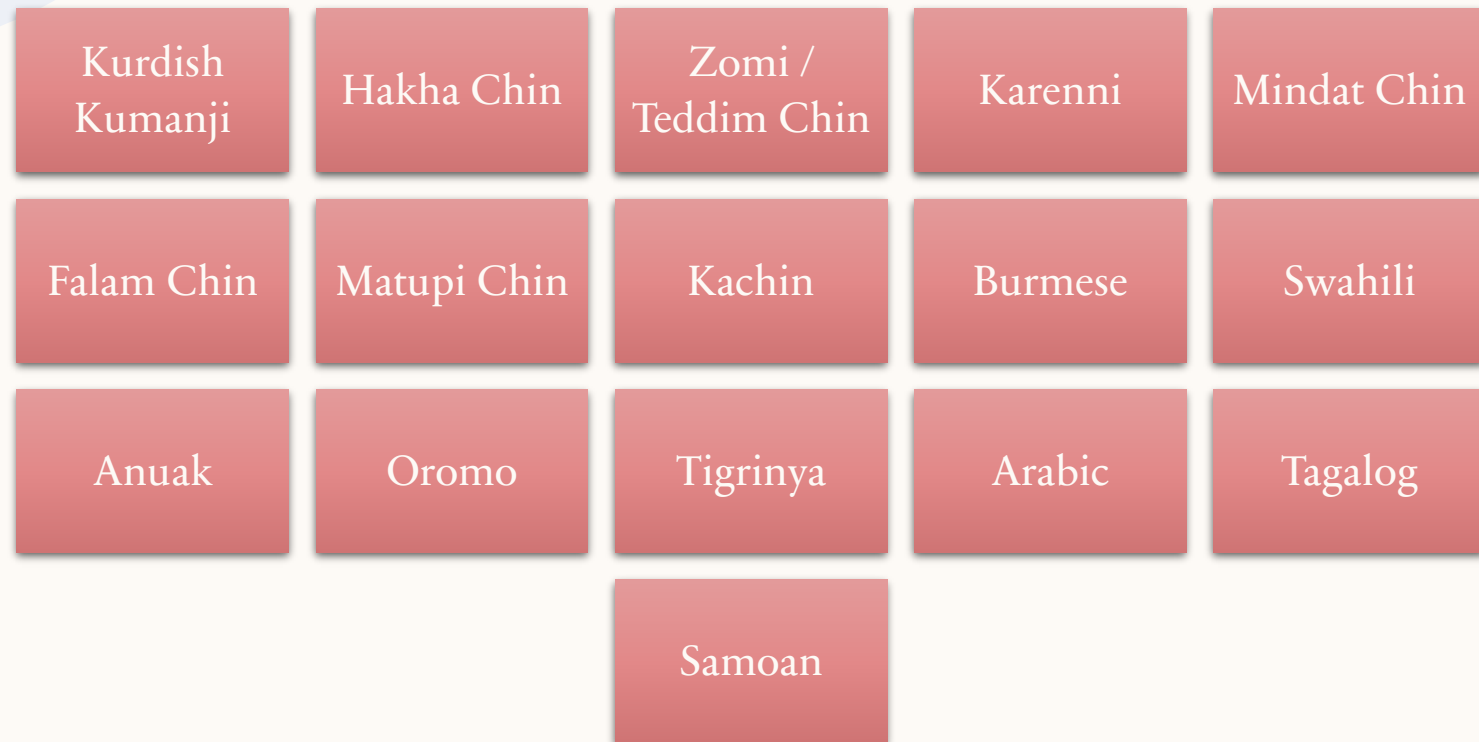 Kurdish
Kumanji
Hakha Chin
Zomi /
Teddim Chin
Karenni
Mindat Chin
Falam Chin
Matupi Chin
Kachin
Burmese
Swahili
Anuak
Oromo
Tigrinya
Arabic
Tagalog
Samoan